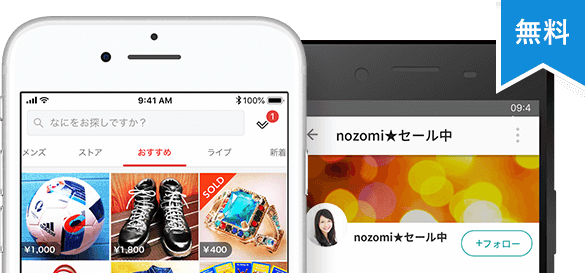 無料
9:41 AM
100%
なにをお探しですか?
1
メンズ ストア おすすめ ライブ 新着
SOLD
¥1,000 ¥1,800 ¥400
09:4
nozomi★セール中
nozomi★セール中
+フォロー